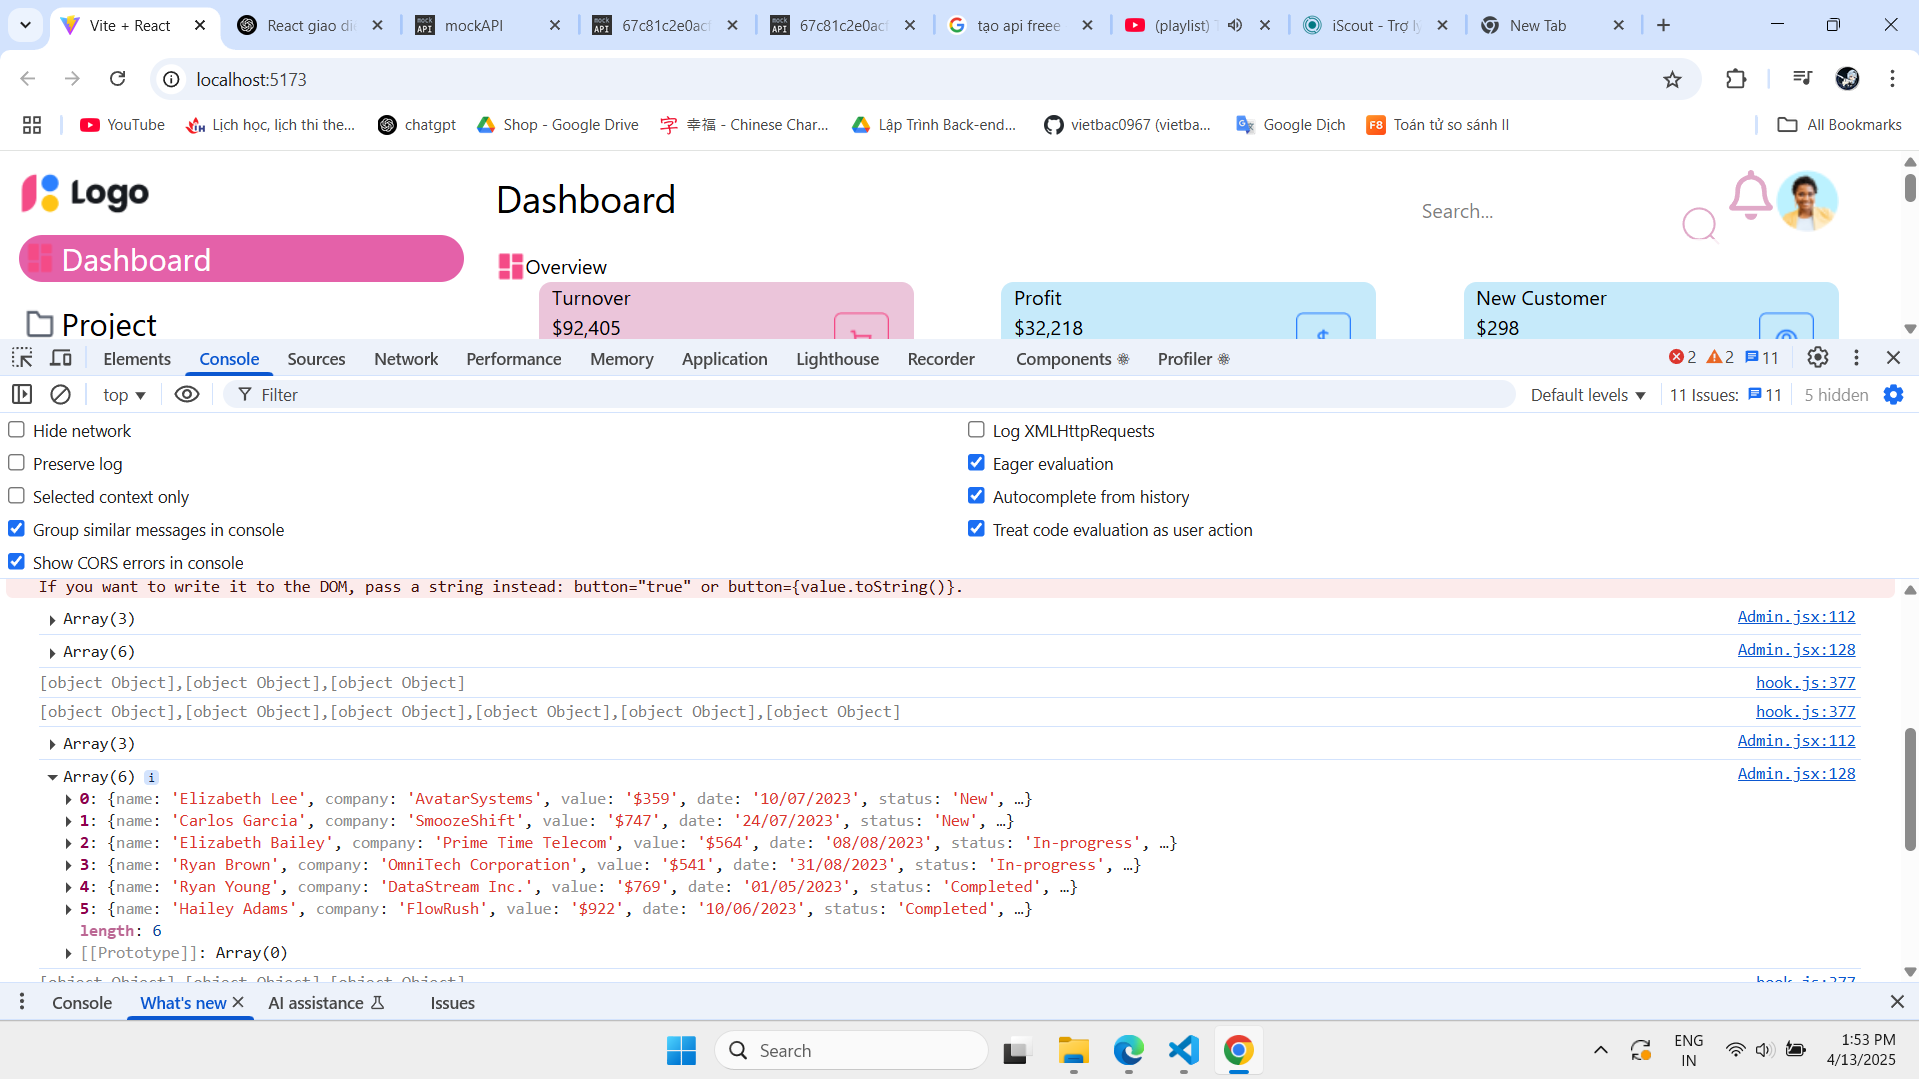 Vite + React
React giao di
mockAPI
67c81c2e0acf
67c81c2e0acf
tạo api freee
(playlist) T
iScout - Trợ lý
New Tab
localhost:5173
YouTube
Lịch học, lịch thi the...
chatgpt
Shop - Google Drive
幸福 - Chinese Char...
Lập Trình Back-end...
vietbac0967 (vietba...
Google Dịch
Toán tử so sánh II
All Bookmarks
Logo
Dashboard
Search...
Dashboard
Overview
Turnover
Profit
New Customer
$92,405
$32,218
$298
Project
Elements
Console
Sources
Network
Performance
Memory
Application
Lighthouse
Recorder
Components
Profiler
2
2
11
top
Filter
Default levels
11 Issues:
11
5 hidden
Hide network
Log XMLHttpRequests
Preserve log
Eager evaluation
Selected context only
Autocomplete from history
Group similar messages in console
Treat code evaluation as user action
Show CORS errors in console
If you want to write it to the DOM, pass a string instead: button="true" or button={value.toString()}.
Array(3) Admin.jsx:112
Array(6) Admin.jsx:128
[object Object],[object Object],[object Object] hook.js:377
[object Object],[object Object],[object Object],[object Object],[object Object],[object Object] hook.js:377
Array(3) Admin.jsx:112
Array(6) i Admin.jsx:128
0: {name: 'Elizabeth Lee', company: 'AvatarSystems', value: '$359', date: '10/07/2023', status: 'New', …}
1: {name: 'Carlos Garcia', company: 'SmoozeShift', value: '$747', date: '24/07/2023', status: 'New', …}
2: {name: 'Elizabeth Bailey', company: 'Prime Time Telecom', value: '$564', date: '08/08/2023', status: 'In-progress', …}
3: {name: 'Ryan Brown', company: 'OmniTech Corporation', value: '$541', date: '31/08/2023', status: 'In-progress', …}
4: {name: 'Ryan Young', company: 'DataStream Inc.', value: '$769', date: '01/05/2023', status: 'Completed', …}
5: {name: 'Hailey Adams', company: 'FlowRush', value: '$922', date: '10/06/2023', status: 'Completed', …}
length: 6
[[Prototype]]: Array(0)
[object Object],[object Object],[object Object] hook.js:377
Console
What's new
AI assistance
Issues
Search
ENG
IN
1:53 PM
4/13/2025